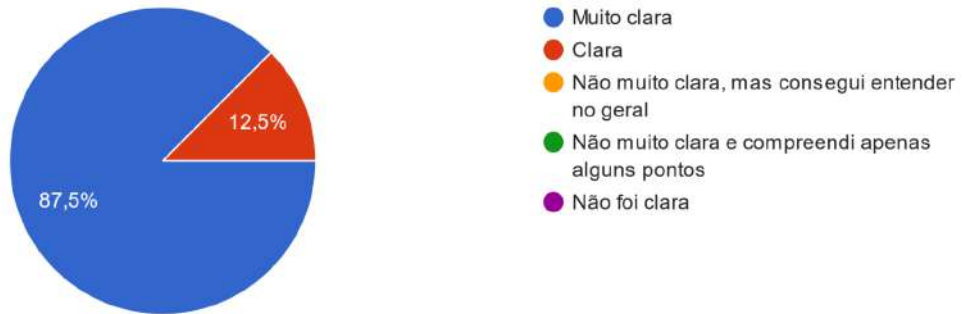 Muito clara
Clara
12,5%
Não muito clara, mas consegui entender
no geral
Não muito clara e compreendi apenas
alguns pontos
87,5%
Não foi clara